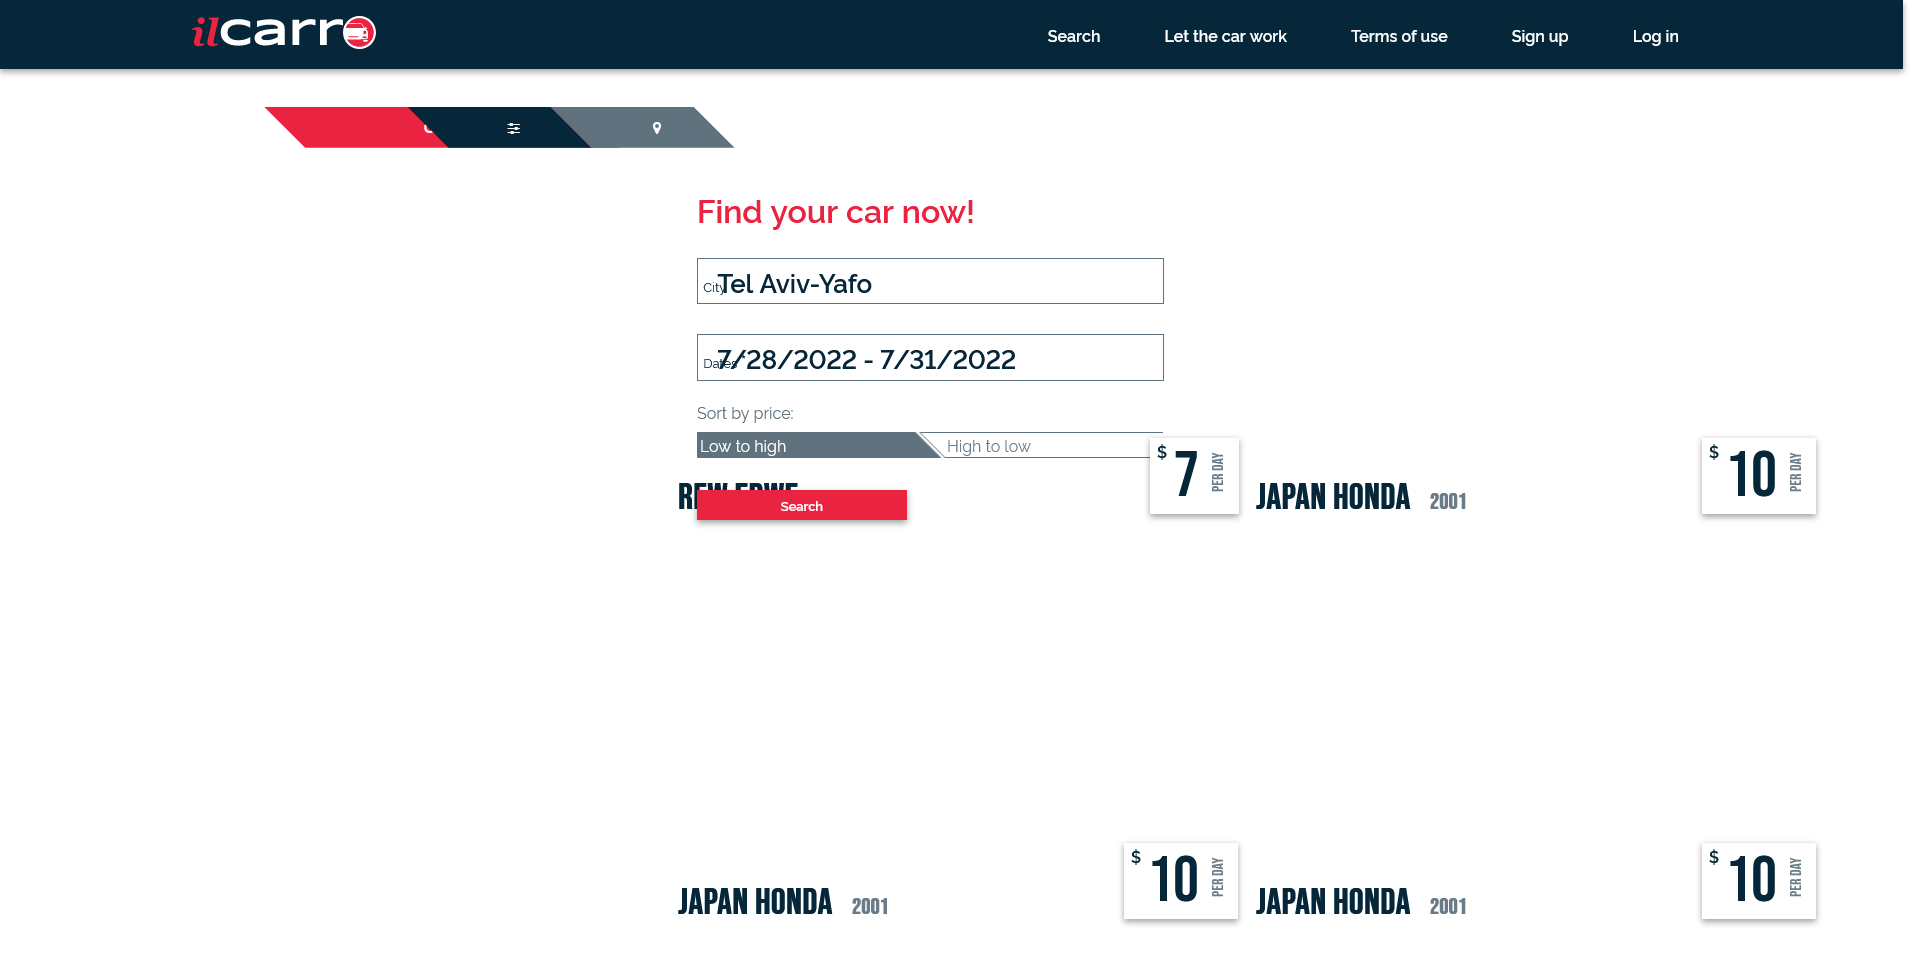 ilcarro
Search Let the car work Terms of use Sign up Log in
Find your car now!
City Tel Aviv-Yafo
Dates * 7/28/2022 - 7/31/2022
Sort by price:
Low to high High to low
$ 7 PER DAY
$ 10 PER DAY
JAPAN HONDA 2001
Search
$ 10 PER DAY
$ 10 PER DAY
JAPAN HONDA 2001
JAPAN HONDA 2001